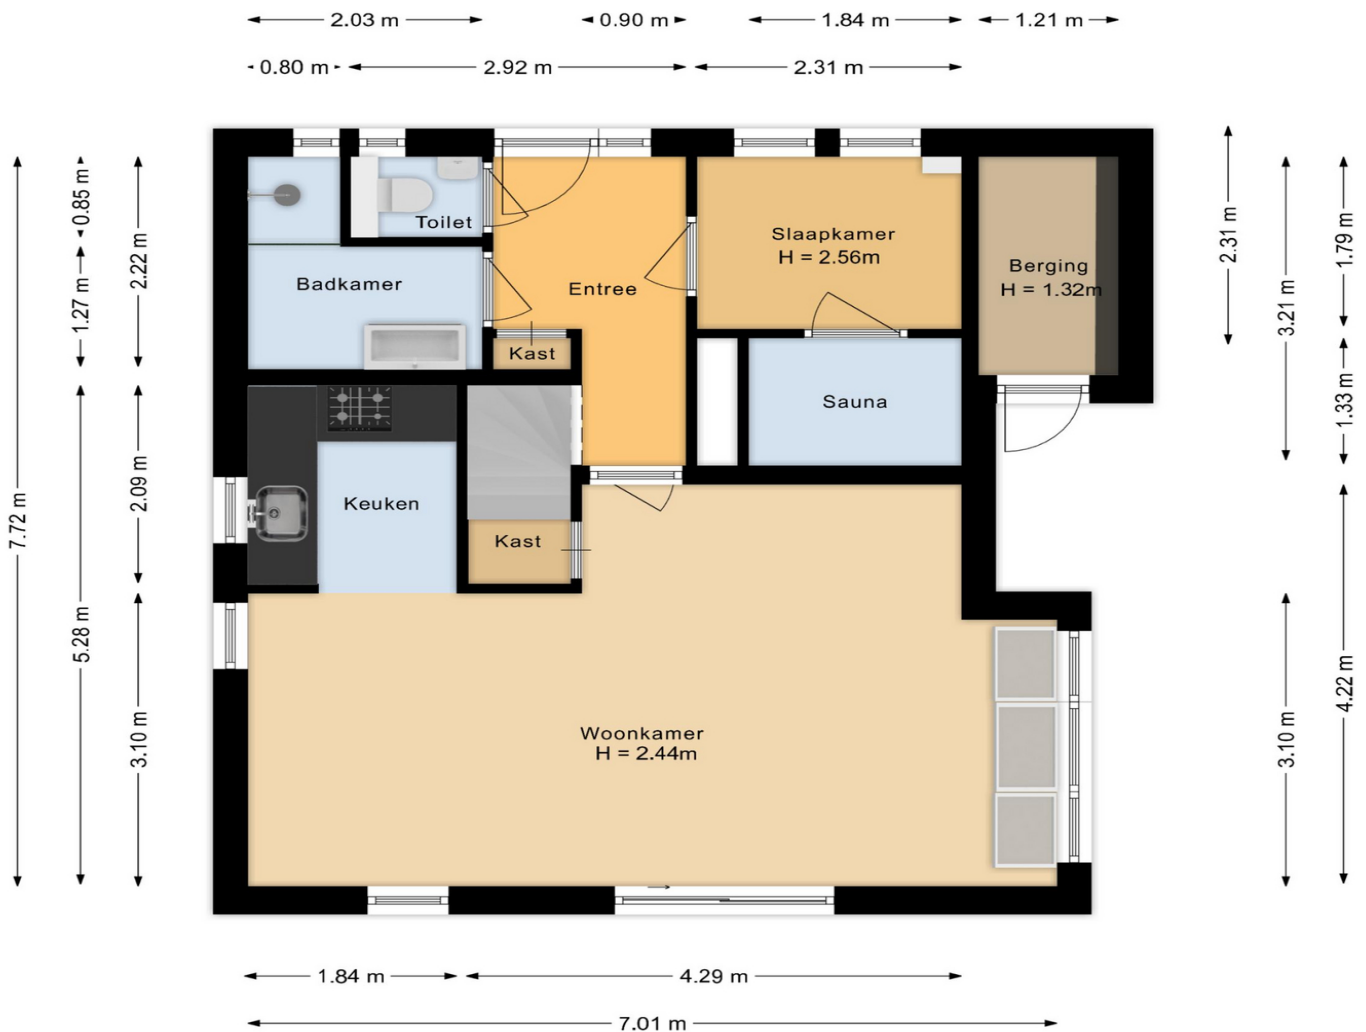 2.03 m
0.90 m
1.84 m
1.21 m
0.80 m
2.92 m
2.31 m
7.72 m
0.85 m
1.27 m
5.28 m
2.22 m
2.09 m
3.10 m
Toilet
Badkamer
Entree
Kast
Slaapkamer
H = 2.56m
Berging
H = 1.32m
Sauna
Keuken
Kast
Woonkamer
H = 2.44m
2.31 m
3.21 m
3.10 m
1.79 m
1.33 m
4.22 m
1.84 m
4.29 m
7.01 m